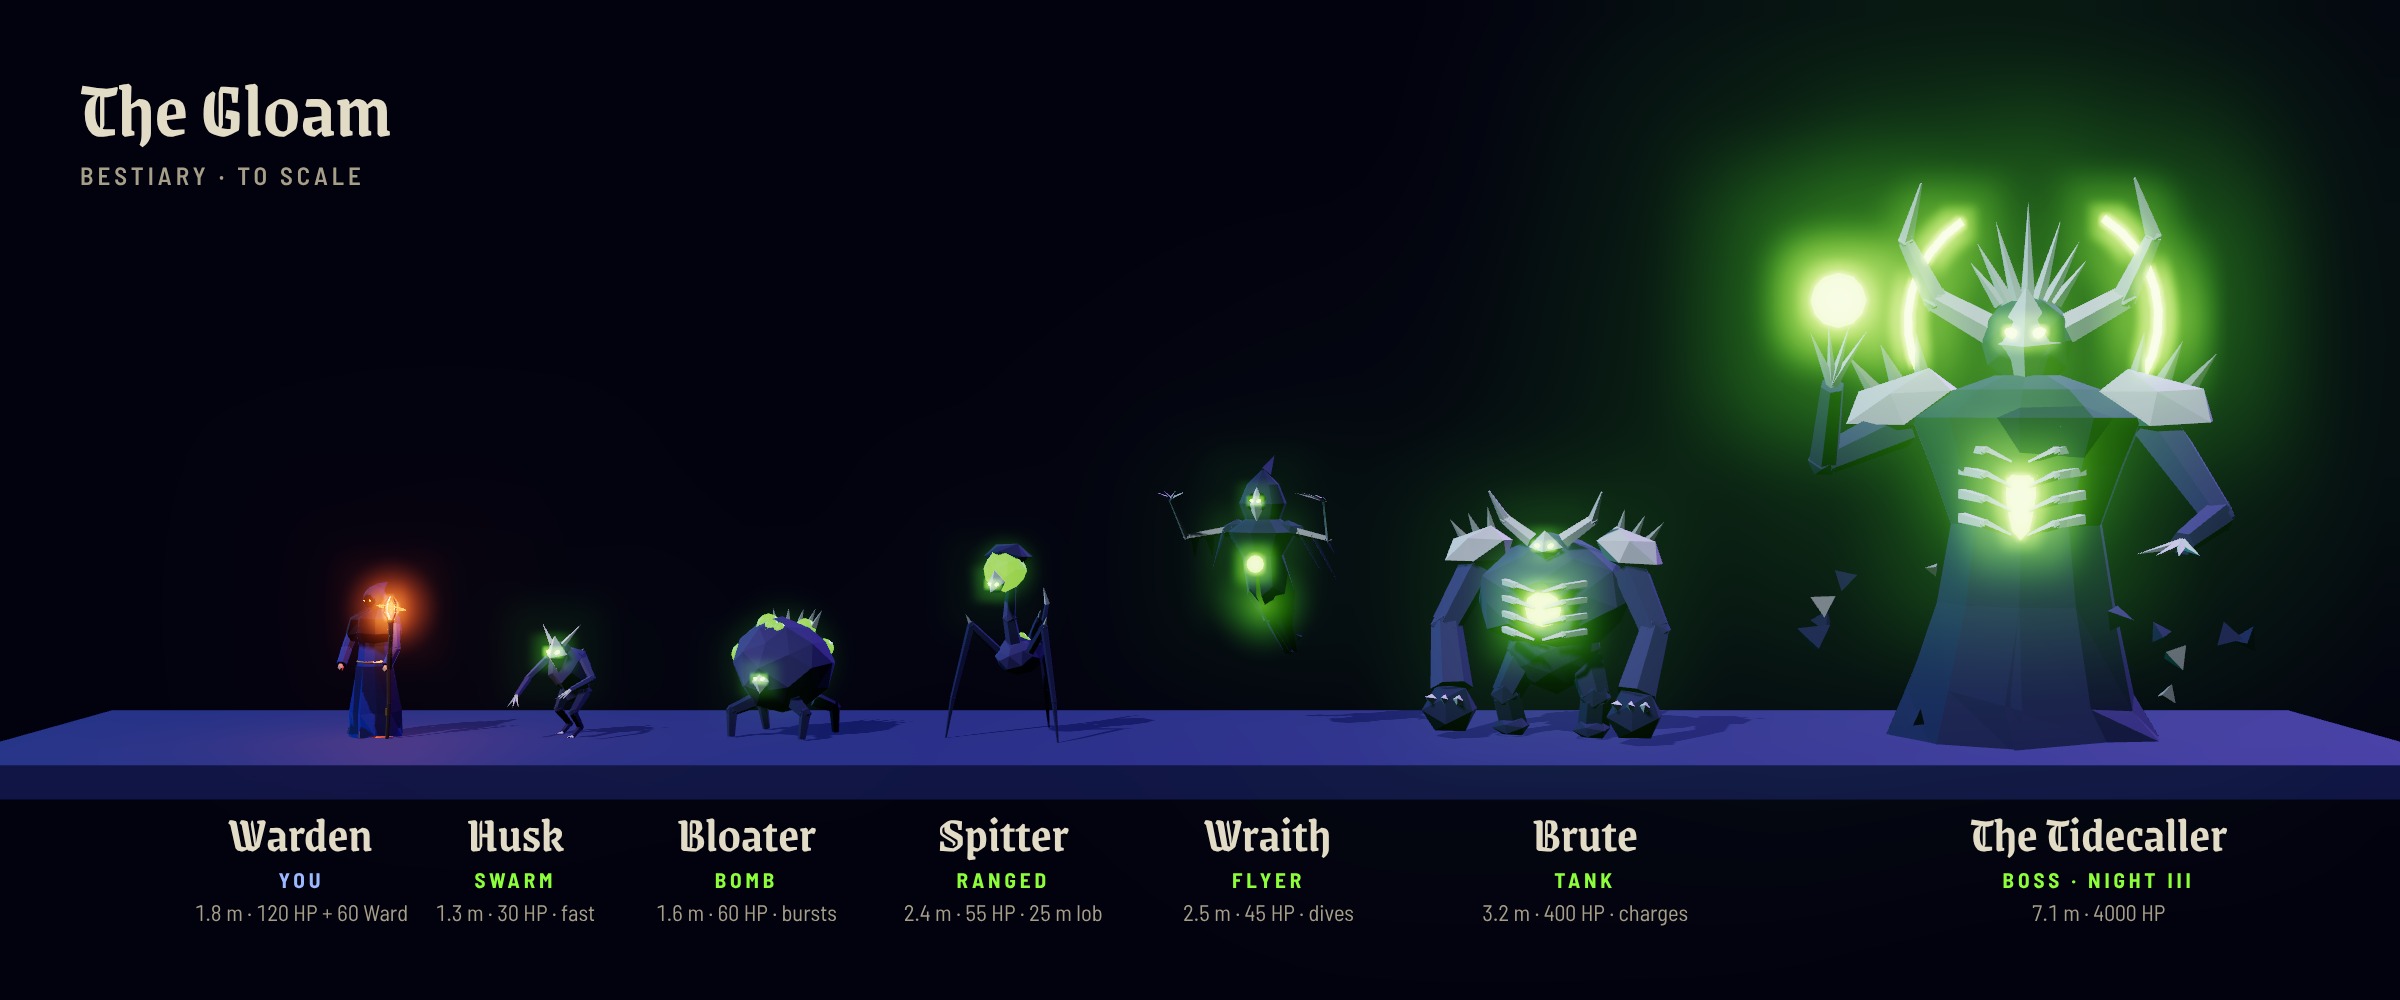 The Gloam
BESTIARY · TO SCALE
Warden
YOU
1.8 m · 120 HP + 60 Ward
Husk
SWARM
1.3 m · 30 HP · fast
Bloater
BOMB
1.6 m · 60 HP · bursts
Spitter
RANGED
2.4 m · 55 HP · 25 m lob
Wraith
FLYER
2.5 m · 45 HP · dives
Brute
TANK
3.2 m · 400 HP · charges
The Tidecaller
BOSS · NIGHT III
7.1 m · 4000 HP